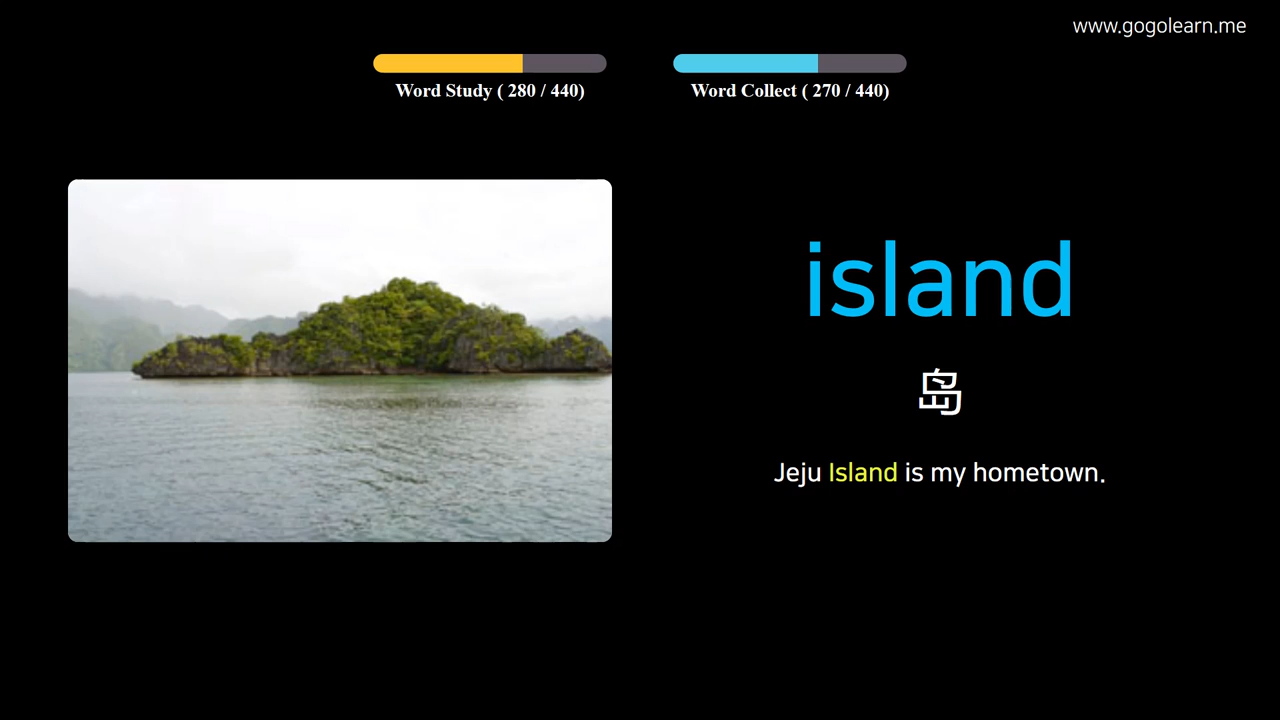 www.gogolearn.me
Word Study ( 280 / 440)
Word Collect ( 270 / 440)
island
岛
Jeju Island is my hometown.